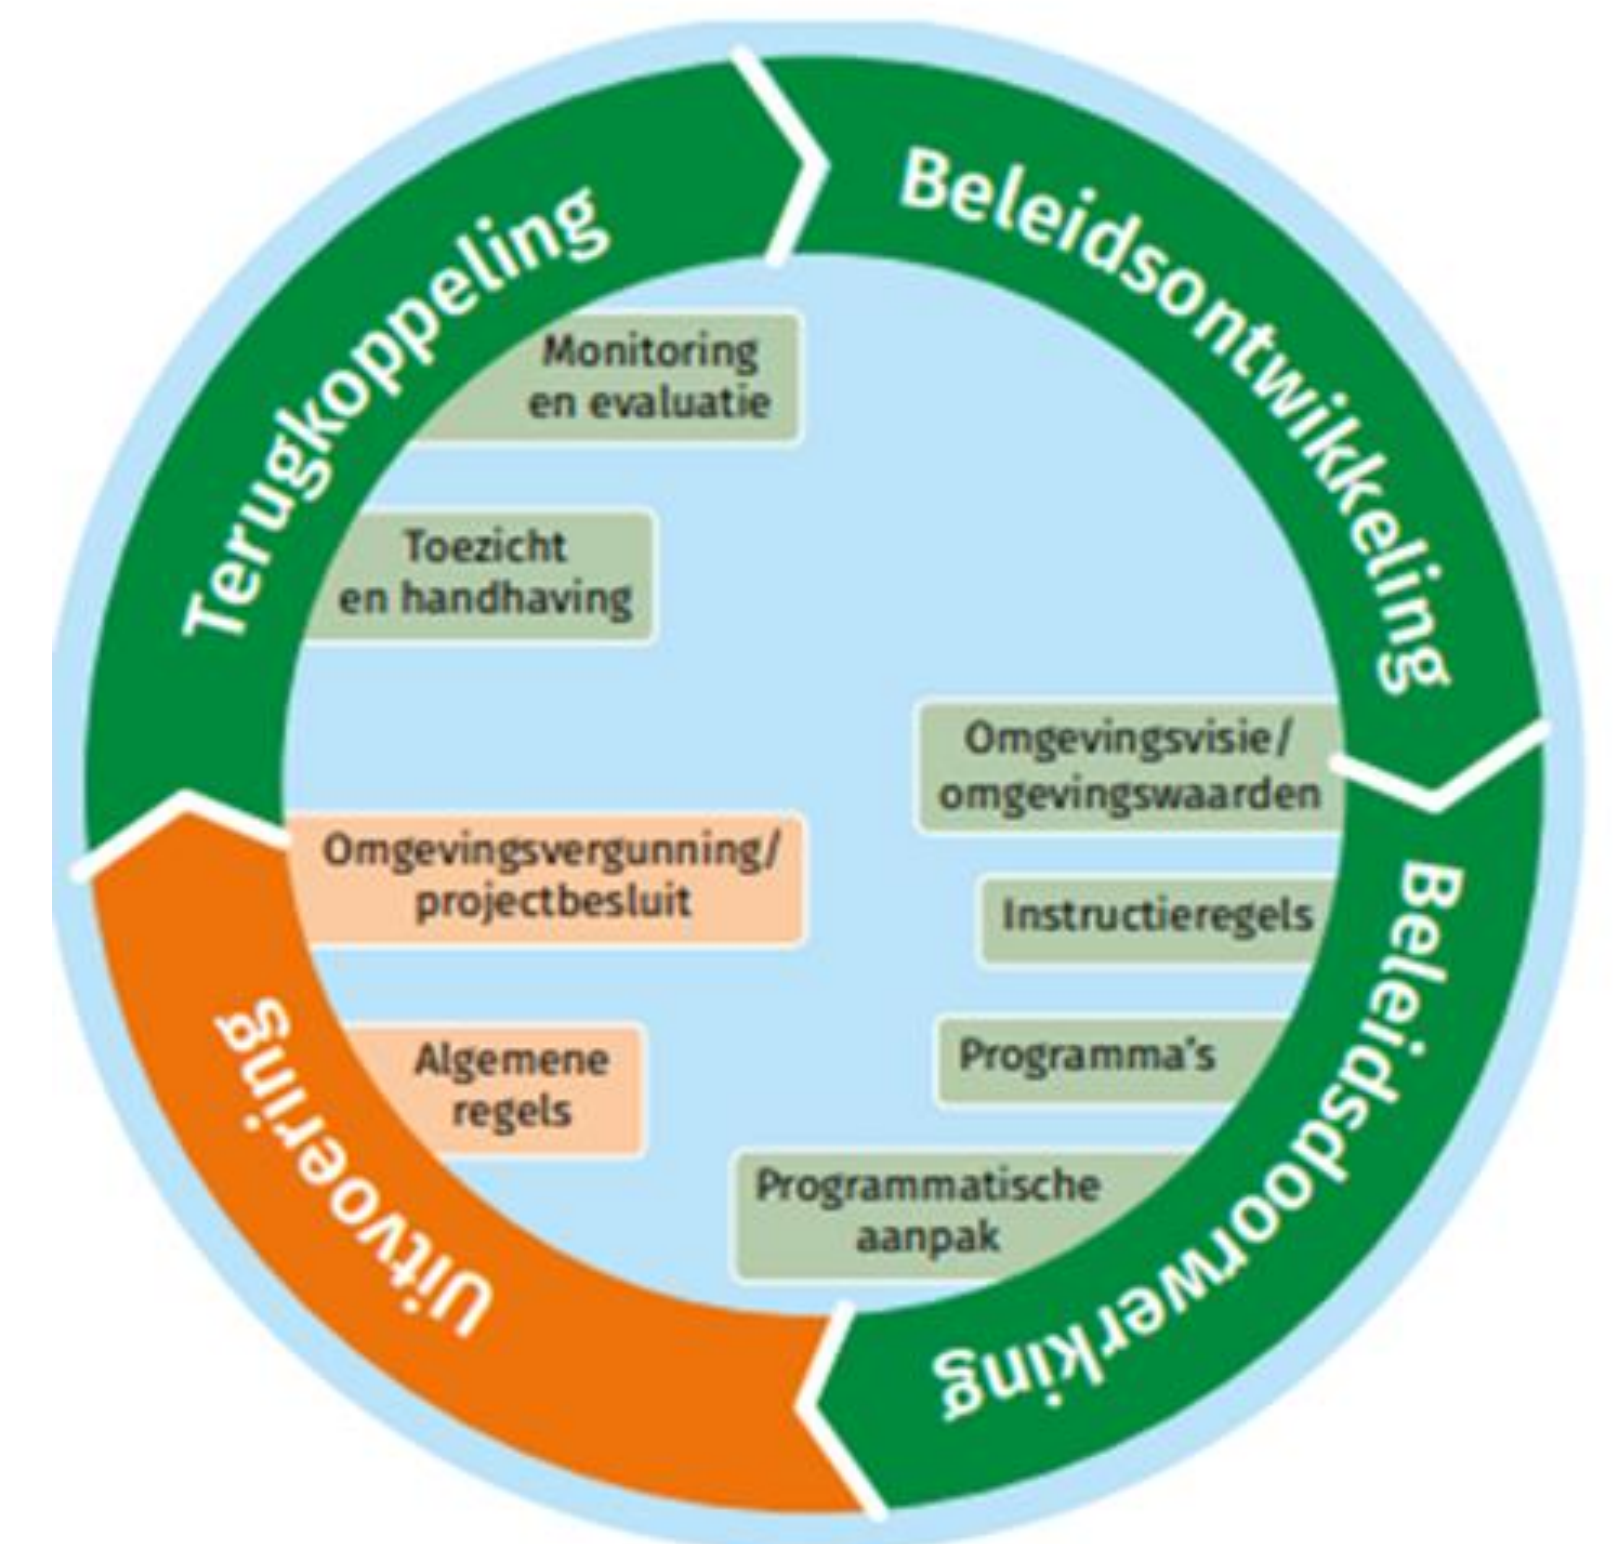 Beleidsontwikkeling
Omgevingsvisie/
omgevingswaarden
Beleidsdoorwerking
Instructieregels
Programma's
Programmatische
aanpak
Uitvoering
Algemene
regels
Omgevingsvergunning/
projectbesluit
Terugkoppeling
Toezicht
en handhaving
Monitoring
en evaluatie